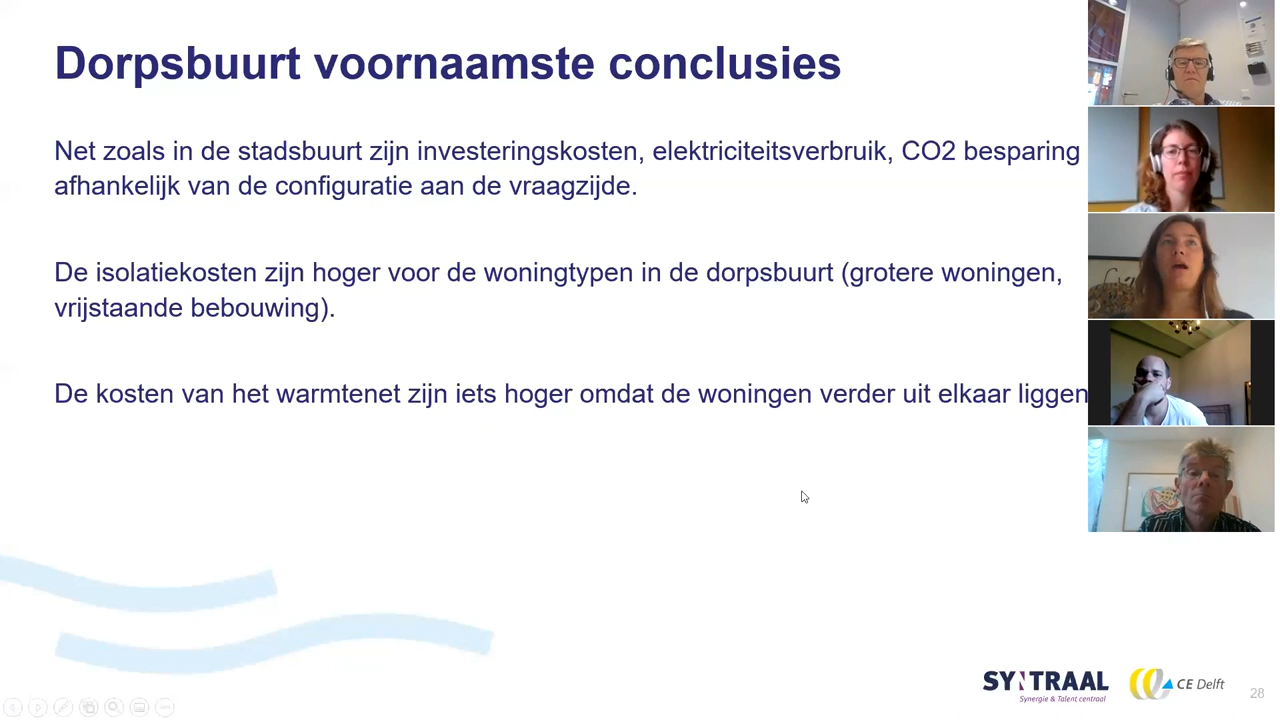 Dorpsbuurt voornaamste conclusies
Net zoals in de stadsbuurt zijn investeringskosten, elektriciteitsverbruik, CO2 besparing
afhankelijk van de configuratie aan de vraagzijde.
De isolatiekosten zijn hoger voor de woningtypen in de dorpsbuurt (grotere woningen,
vrijstaande bebouwing).
De kosten van het warmtenet zijn iets hoger omdat de woningen verder uit elkaar liggen
SYNTRAAL
Synergie & Talent centraal
CE Delft
28